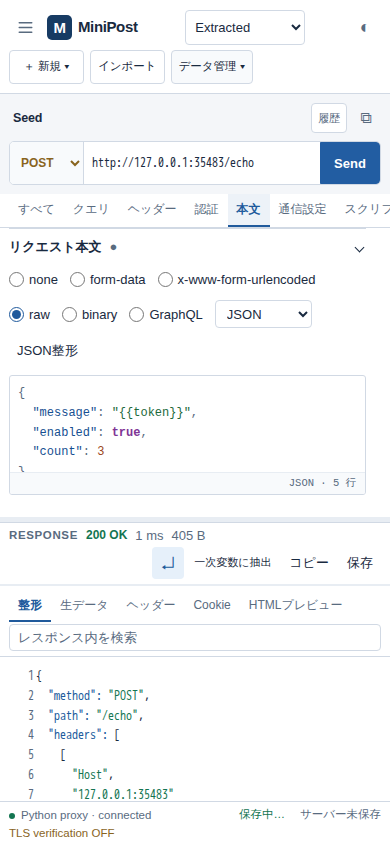 M MiniPost Extracted
＋ 新規 ▾ インポート データ管理 ▾
Seed 履歴
POST http://127.0.0.1:35483/echo Send
すべて クエリ ヘッダー 認証 本文 通信設定 スクリプ
リクエスト本文 ●
none form-data x-www-form-urlencoded
raw binary GraphQL JSON
JSON整形
{
"message": "{{token}}",
"enabled": true,
"count": 3
}
JSON · 5 行
RESPONSE 200 OK 1 ms 405 B
一次変数に抽出 コピー 保存
整形 生データ ヘッダー Cookie HTMLプレビュー
レスポンス内を検索
1 {
2 "method": "POST",
3 "path": "/echo",
4 "headers": [
5 [
6 "Host",
7 "127.0.0.1:35483"
Python proxy · connected 保存中… サーバー未保存
TLS verification OFF